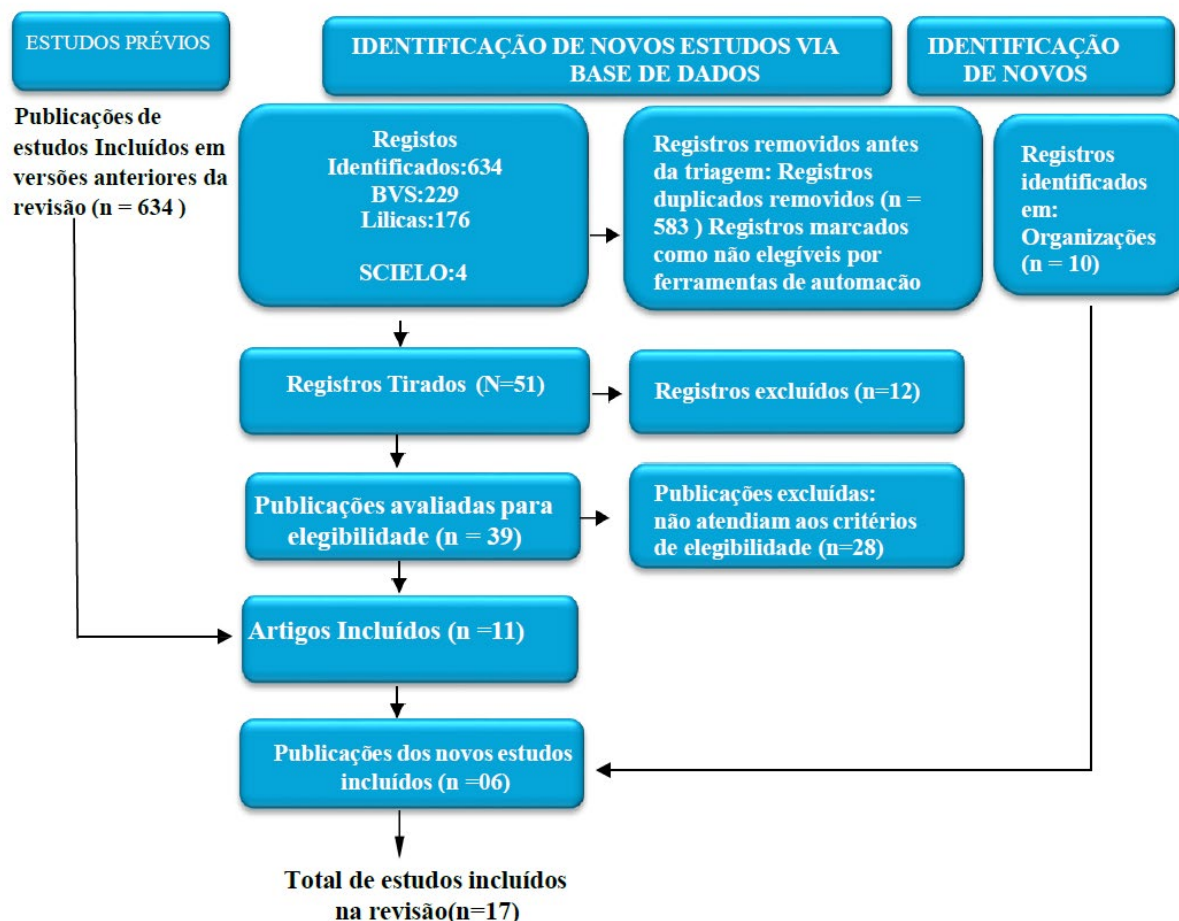 ESTUDOS PRÉVIOS
IDENTIFICAÇÃO DE NOVOS ESTUDOS VIA
BASE DE DADOS
IDENTIFICAÇÃO
DE NOVOS
Publicações de
estudos Incluídos em
versões anteriores da
revisão (n = 634 )
Registos
Identificados:634
BVS:229
Lilicas:176
SCIELO:4
Registros removidos antes
da triagem: Registros
duplicados removidos (n =
583 ) Registros marcados
como não elegíveis por
ferramentas de automação
Registros
identificados
em:
Organizações
(n = 10)
Registros Tirados (N=51)
Registros excluídos (n=12)
Publicações avaliadas para
elegibilidade (n = 39)
Publicações excluídas:
não atendiam aos critérios
de elegibilidade (n=28)
Artigos Incluídos (n =11)
Publicações dos novos estudos
incluídos (n =06)
Total de estudos incluídos
na revisão(n=17)